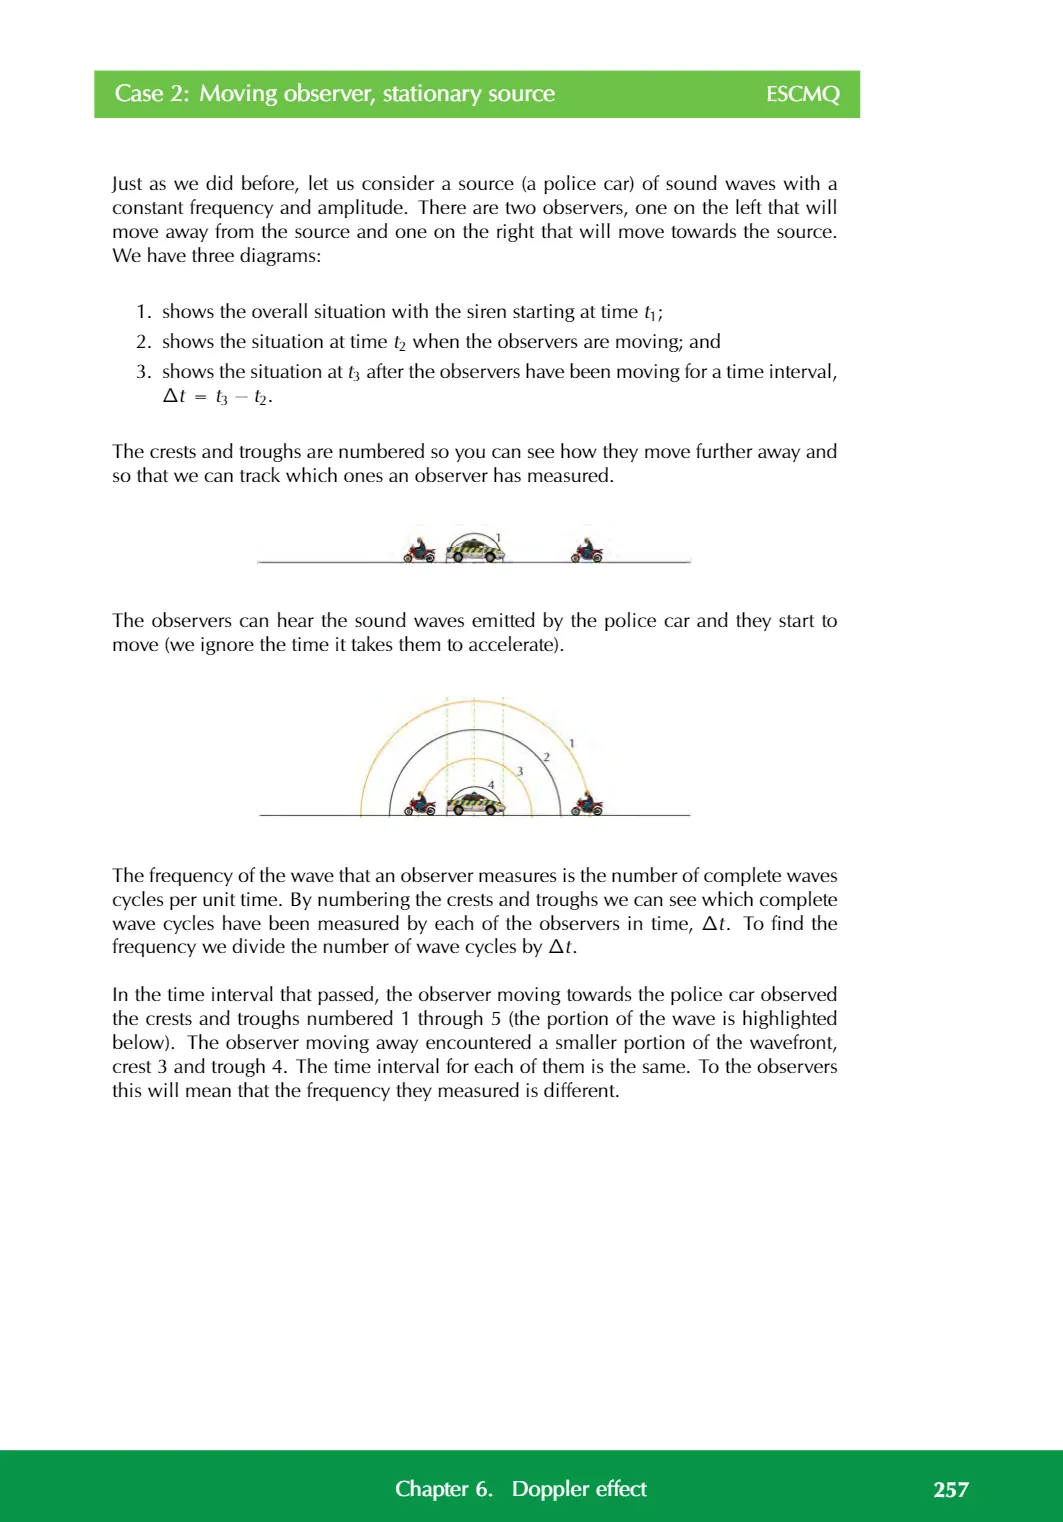 Case 2: Moving observer, stationary source ESCMQ
Just as we did before, let us consider a source (a police car) of sound waves with a
constant frequency and amplitude. There are two observers, one on the left that will
move away from the source and one on the right that will move towards the source.
We have three diagrams:
1. shows the overall situation with the siren starting at time t₁;
2. shows the situation at time t₂ when the observers are moving; and
3. shows the situation at t₃ after the observers have been moving for a time interval,
Δt = t₃ − t₂.
The crests and troughs are numbered so you can see how they move further away and
so that we can track which ones an observer has measured.
1
The observers can hear the sound waves emitted by the police car and they start to
move (we ignore the time it takes them to accelerate).
1
2
3
4
The frequency of the wave that an observer measures is the number of complete waves
cycles per unit time. By numbering the crests and troughs we can see which complete
wave cycles have been measured by each of the observers in time, Δt. To find the
frequency we divide the number of wave cycles by Δt.
In the time interval that passed, the observer moving towards the police car observed
the crests and troughs numbered 1 through 5 (the portion of the wave is highlighted
below). The observer moving away encountered a smaller portion of the wavefront,
crest 3 and trough 4. The time interval for each of them is the same. To the observers
this will mean that the frequency they measured is different.
Chapter 6. Doppler effect 257